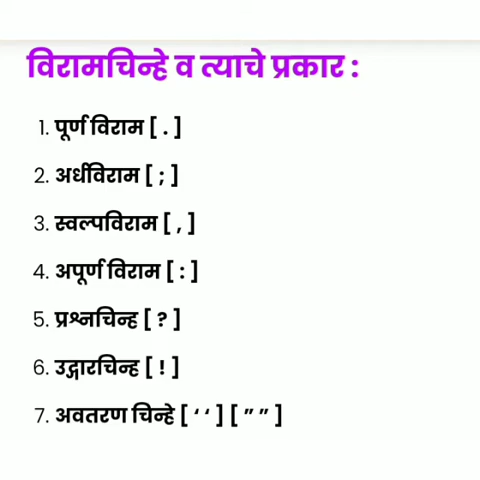 विरामचिन्हे व त्याचे प्रकार :
1. पूर्ण विराम [ . ]
2. अर्धविराम [ ; ]
3. स्वल्पविराम [ , ]
4. अपूर्ण विराम [ : ]
5. प्रश्नचिन्ह [ ? ]
6. उद्गारचिन्ह [ ! ]
7. अवतरण चिन्हे [ ‘ ‘ ] [ ” ” ]